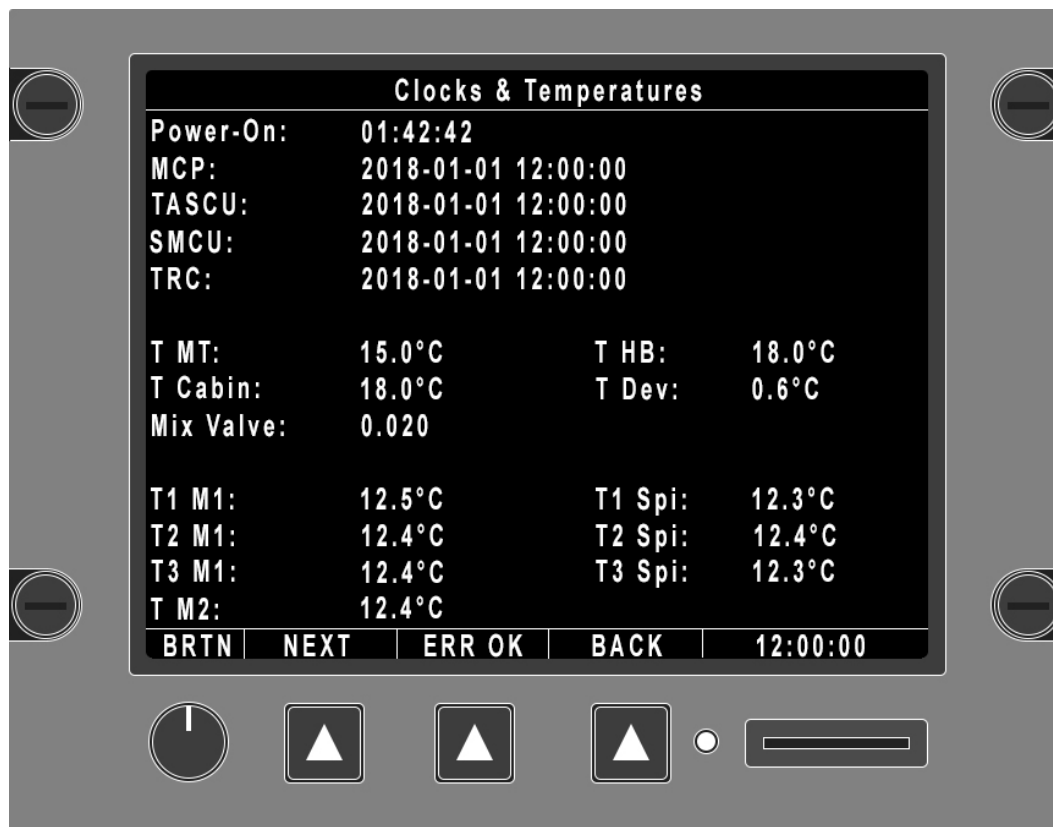 Clocks & Temperatures
Power-On: 01:42:42
MCP: 2018-01-01 12:00:00
TASCU: 2018-01-01 12:00:00
SMCU: 2018-01-01 12:00:00
TRC: 2018-01-01 12:00:00
T MT: 15.0°C T HB: 18.0°C
T Cabin: 18.0°C T Dev: 0.6°C
Mix Valve: 0.020
T1 M1: 12.5°C T1 Spi: 12.3°C
T2 M1: 12.4°C T2 Spi: 12.4°C
T3 M1: 12.4°C T3 Spi: 12.3°C
T M2: 12.4°C
BRTN NEXT ERR OK BACK 12:00:00